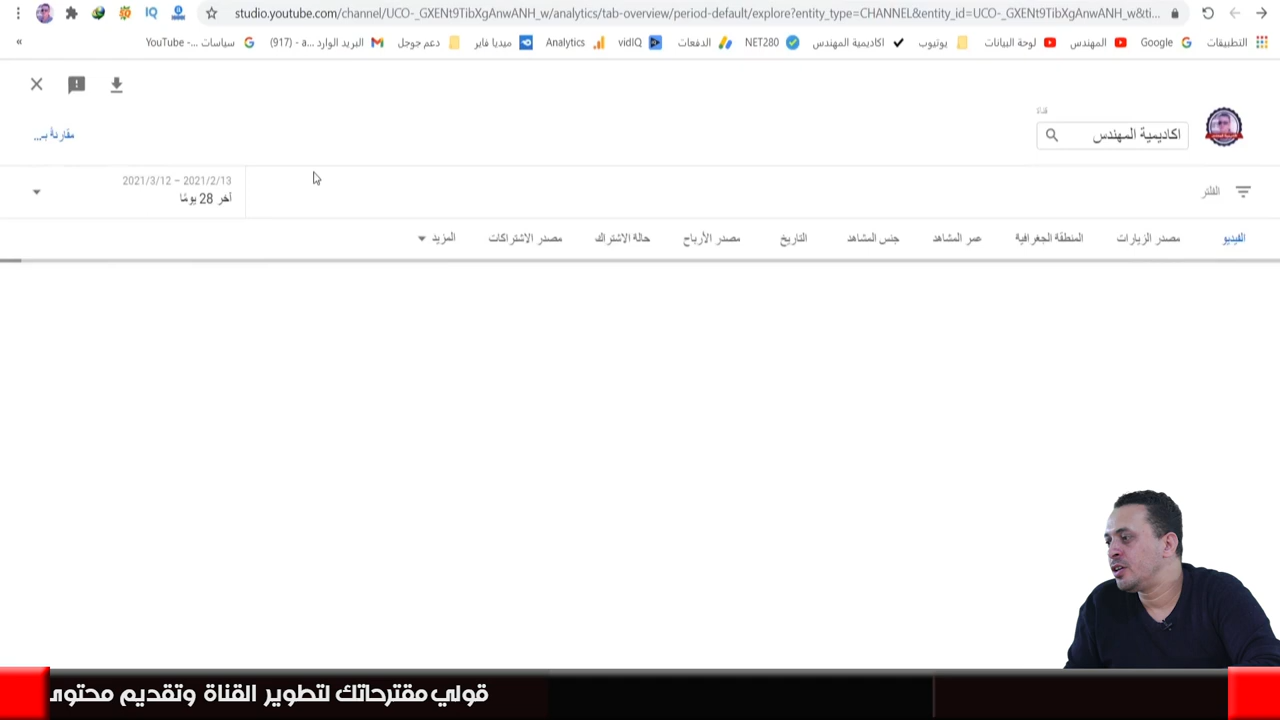 studio.youtube.com/channel/UCO-_GXENt9TibXgAnwANH_w/analytics/tab-overview/period-default/explore?entity_type=CHANNEL&entity_id=UCO-_GXENt9TibXgAnwANH_w&ti...
التطبيقات Google لوحة البيانات المهندس يوتيوب اكاديمية المهندس NET280 الدفعات vidIQ Analytics ميديا فاير دعم جوجل البريد الوارد (917) - a... سياسات ...- YouTube «
قناة
اكاديمية المهندس
مقارنة بـ...
2021/2/13 – 2021/3/12
آخر 28 يومًا
الفلتر
الفيديو مصدر الزيارات المنطقة الجغرافية عمر المشاهد جنس المشاهد التاريخ مصدر الأرباح حالة الاشتراك مصدر الاشتراكات المزيد
قولي مقترحاتك لتطوير القناة وتقديم محتوى